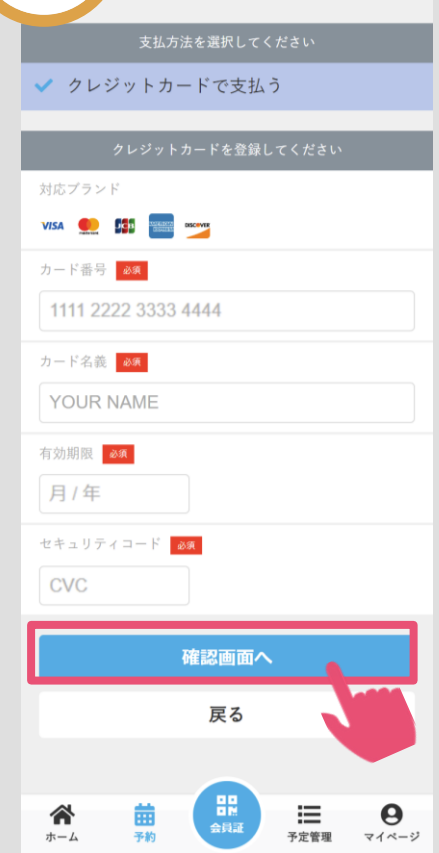 支払方法を選択してください
クレジットカードで支払う
クレジットカードを登録してください
対応ブランド
VISA JCB DISCOVER
カード番号 必須
1111 2222 3333 4444
カード名義 必須
YOUR NAME
有効期限 必須
月 / 年
セキュリティコード 必須
CVC
確認画面へ
戻る
ホーム 予約 会員証 予定管理 マイページ